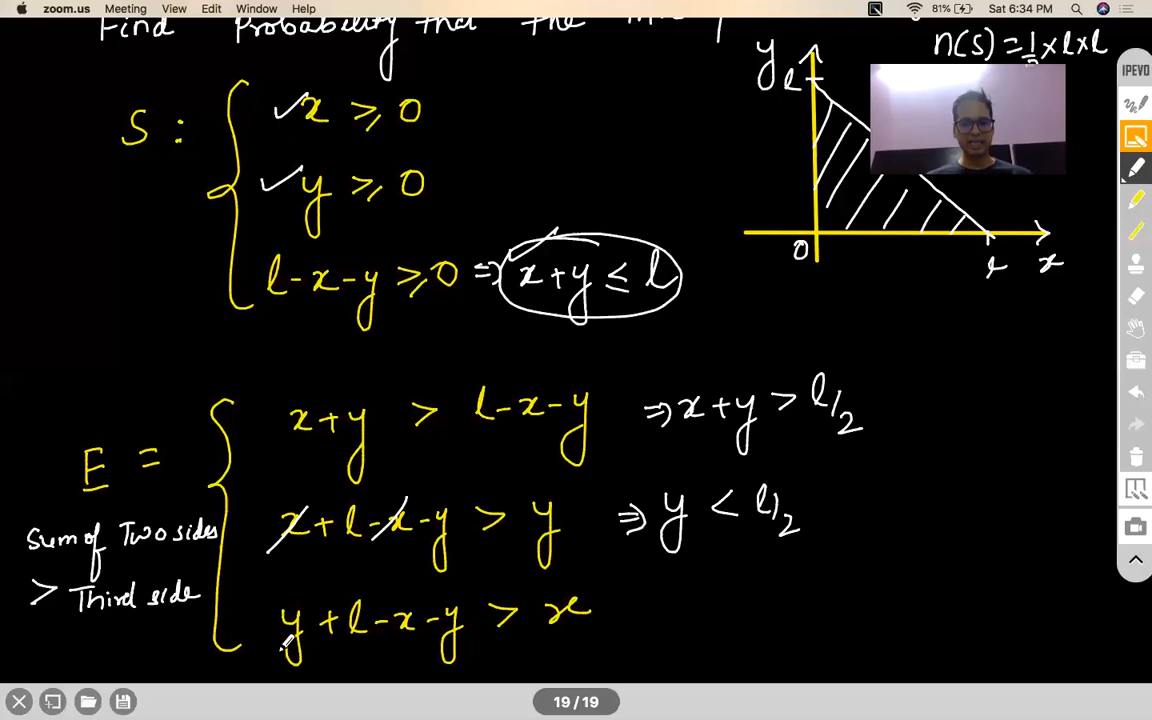 zoom.us Meeting View Edit Window Help 81% Sat 6:34 PM
Find Probability that the
n(S) = 1/2 × l × l
IPEVO
y
l
0
l
x
S :
x ≥ 0
y ≥ 0
l - x - y ≥ 0 ⇒ x + y ≤ l
E =
x + y > l - x - y ⇒ x + y > l/2
x + l - x - y > y ⇒ y < l/2
y + l - x - y > x
Sum of Two sides
> Third side
19 / 19